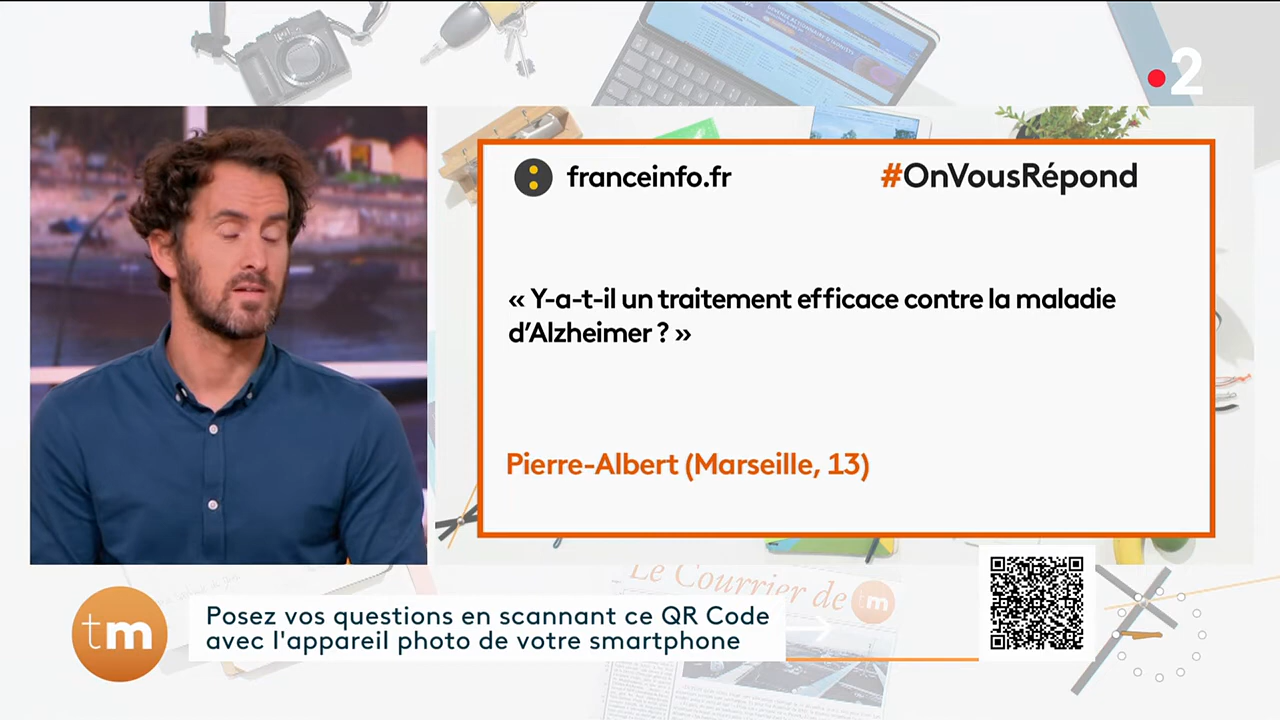 2
franceinfo.fr
#OnVousRépond
« Y-a-t-il un traitement efficace contre la maladie
d'Alzheimer ? »
Pierre-Albert (Marseille, 13)
Le Courrier de tm
tm
Posez vos questions en scannant ce QR Code
avec l'appareil photo de votre smartphone